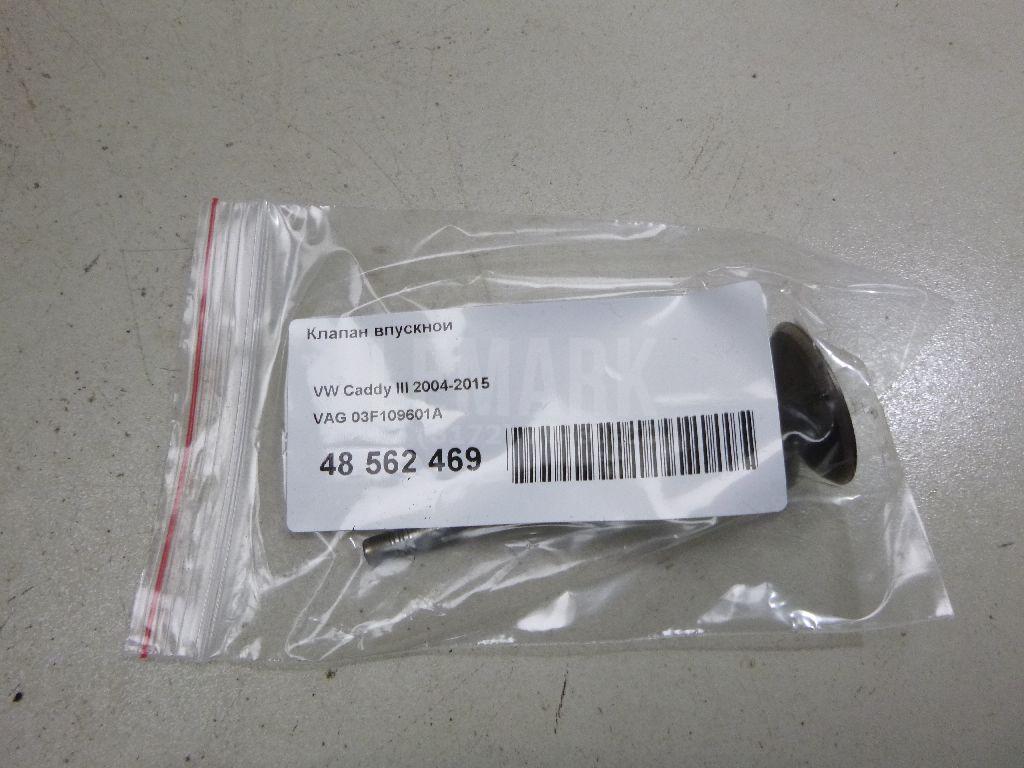 Клапан впускной
VW Caddy III 2004-2015
VAG 03F109601A
48 562 469